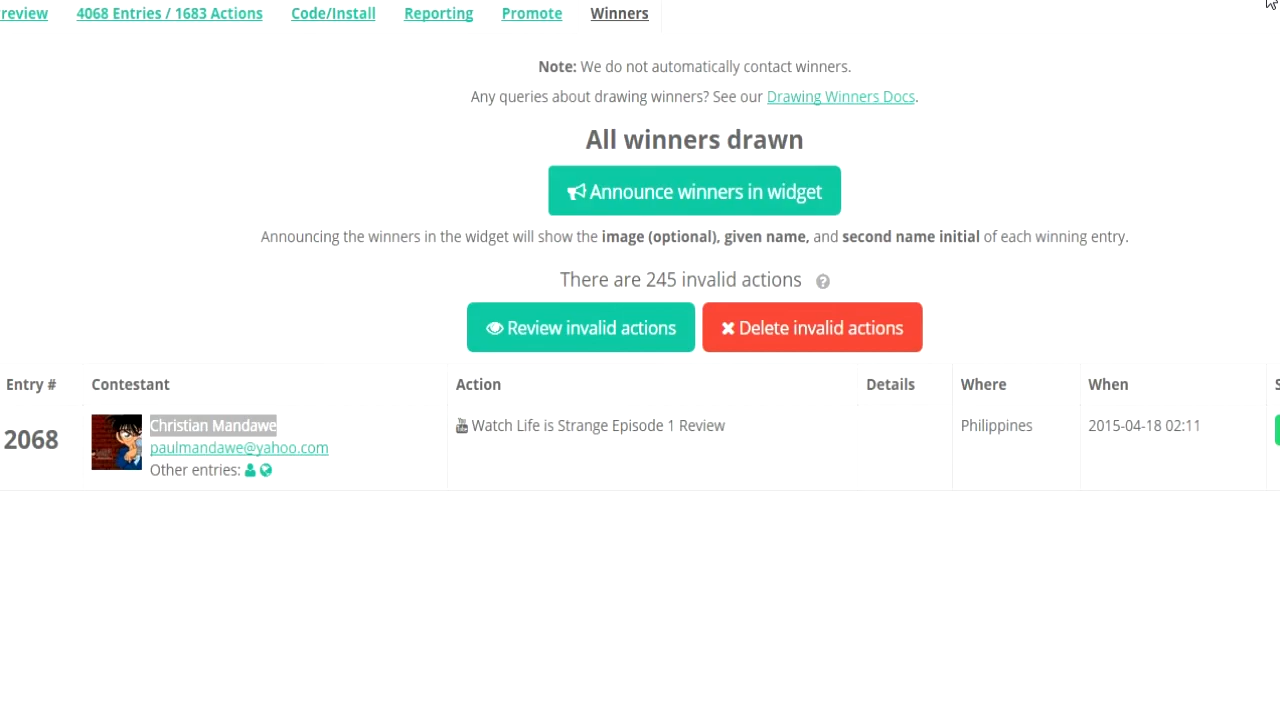 review 4068 Entries / 1683 Actions Code/Install Reporting Promote Winners
Note: We do not automatically contact winners.
Any queries about drawing winners? See our Drawing Winners Docs.
All winners drawn
Announce winners in widget
Announcing the winners in the widget will show the image (optional), given name, and second name initial of each winning entry.
There are 245 invalid actions
Review invalid actions Delete invalid actions
Entry # Contestant Action Details Where When S
2068 Christian Mandawe Watch Life is Strange Episode 1 Review Philippines 2015-04-18 02:11
paulmandawe@yahoo.com
Other entries: